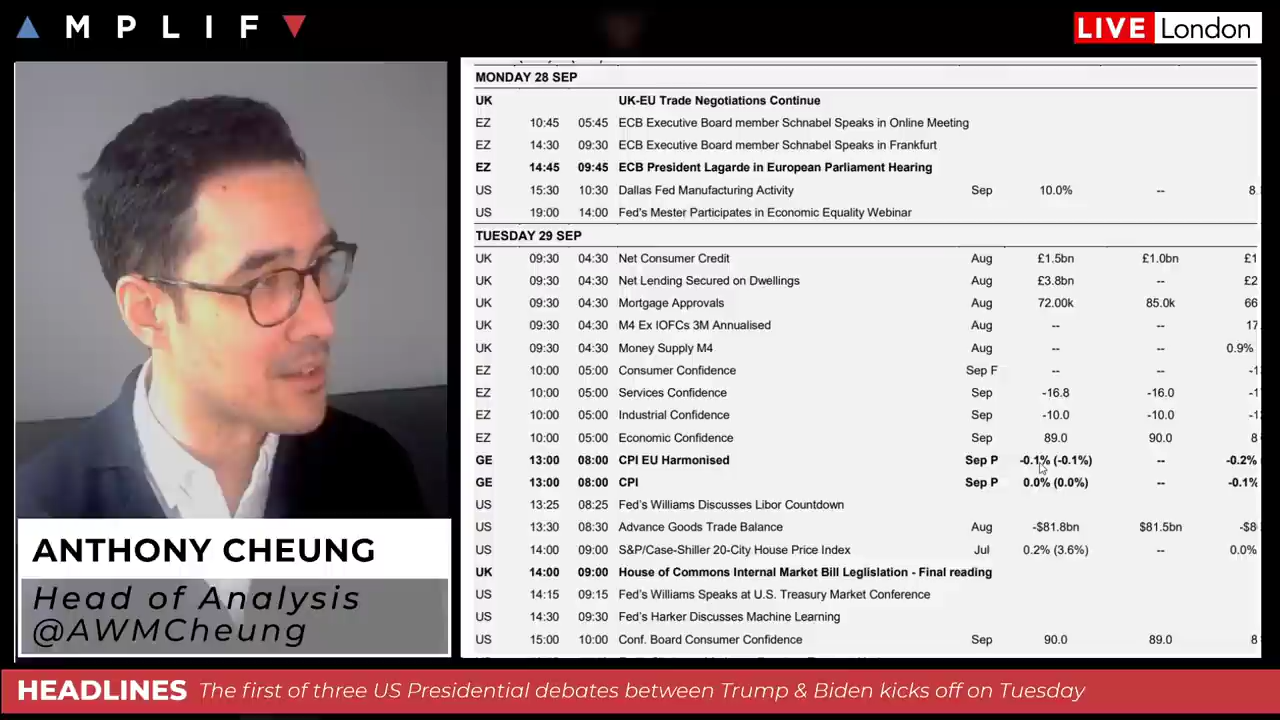 AMPLIFY
LIVE London
MONDAY 28 SEP
UK UK-EU Trade Negotiations Continue
EZ 10:45 05:45 ECB Executive Board member Schnabel Speaks in Online Meeting
EZ 14:30 09:30 ECB Executive Board member Schnabel Speaks in Frankfurt
EZ 14:45 09:45 ECB President Lagarde in European Parliament Hearing
US 15:30 10:30 Dallas Fed Manufacturing Activity Sep 10.0% -- 8.
US 19:00 14:00 Fed's Mester Participates in Economic Equality Webinar
TUESDAY 29 SEP
UK 09:30 04:30 Net Consumer Credit Aug £1.5bn £1.0bn £1
UK 09:30 04:30 Net Lending Secured on Dwellings Aug £3.8bn -- £2
UK 09:30 04:30 Mortgage Approvals Aug 72.00k 85.0k 66
UK 09:30 04:30 M4 Ex IOFCs 3M Annualised Aug -- -- 17
UK 09:30 04:30 Money Supply M4 Aug -- -- 0.9%
EZ 10:00 05:00 Consumer Confidence Sep F -- -- -1
EZ 10:00 05:00 Services Confidence Sep -16.8 -16.0 -1
EZ 10:00 05:00 Industrial Confidence Sep -10.0 -10.0 -1
EZ 10:00 05:00 Economic Confidence Sep 89.0 90.0 8
GE 13:00 08:00 CPI EU Harmonised Sep P -0.1% (-0.1%) -- -0.2%
GE 13:00 08:00 CPI Sep P 0.0% (0.0%) -- -0.1%
US 13:25 08:25 Fed's Williams Discusses Libor Countdown
US 13:30 08:30 Advance Goods Trade Balance Aug -$81.8bn $81.5bn -$8
US 14:00 09:00 S&P/Case-Shiller 20-City House Price Index Jul 0.2% (3.6%) -- 0.0%
UK 14:00 09:00 House of Commons Internal Market Bill Leglislation - Final reading
US 14:15 09:15 Fed's Williams Speaks at U.S. Treasury Market Conference
US 14:30 09:30 Fed's Harker Discusses Machine Learning
US 15:00 10:00 Conf. Board Consumer Confidence Sep 90.0 89.0 8
ANTHONY CHEUNG
Head of Analysis
@AWMCheung
HEADLINES The first of three US Presidential debates between Trump & Biden kicks off on Tuesday